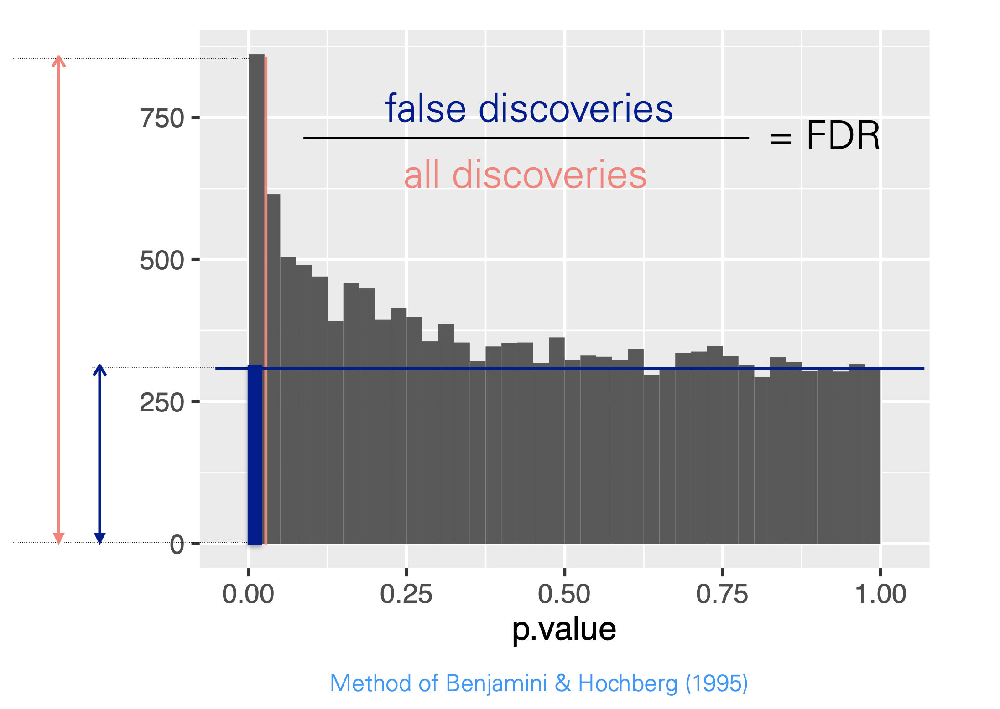 false discoveries
= FDR
all discoveries
750
500
250
0
0.00 0.25 0.50 0.75 1.00
p.value
Method of Benjamini & Hochberg (1995)